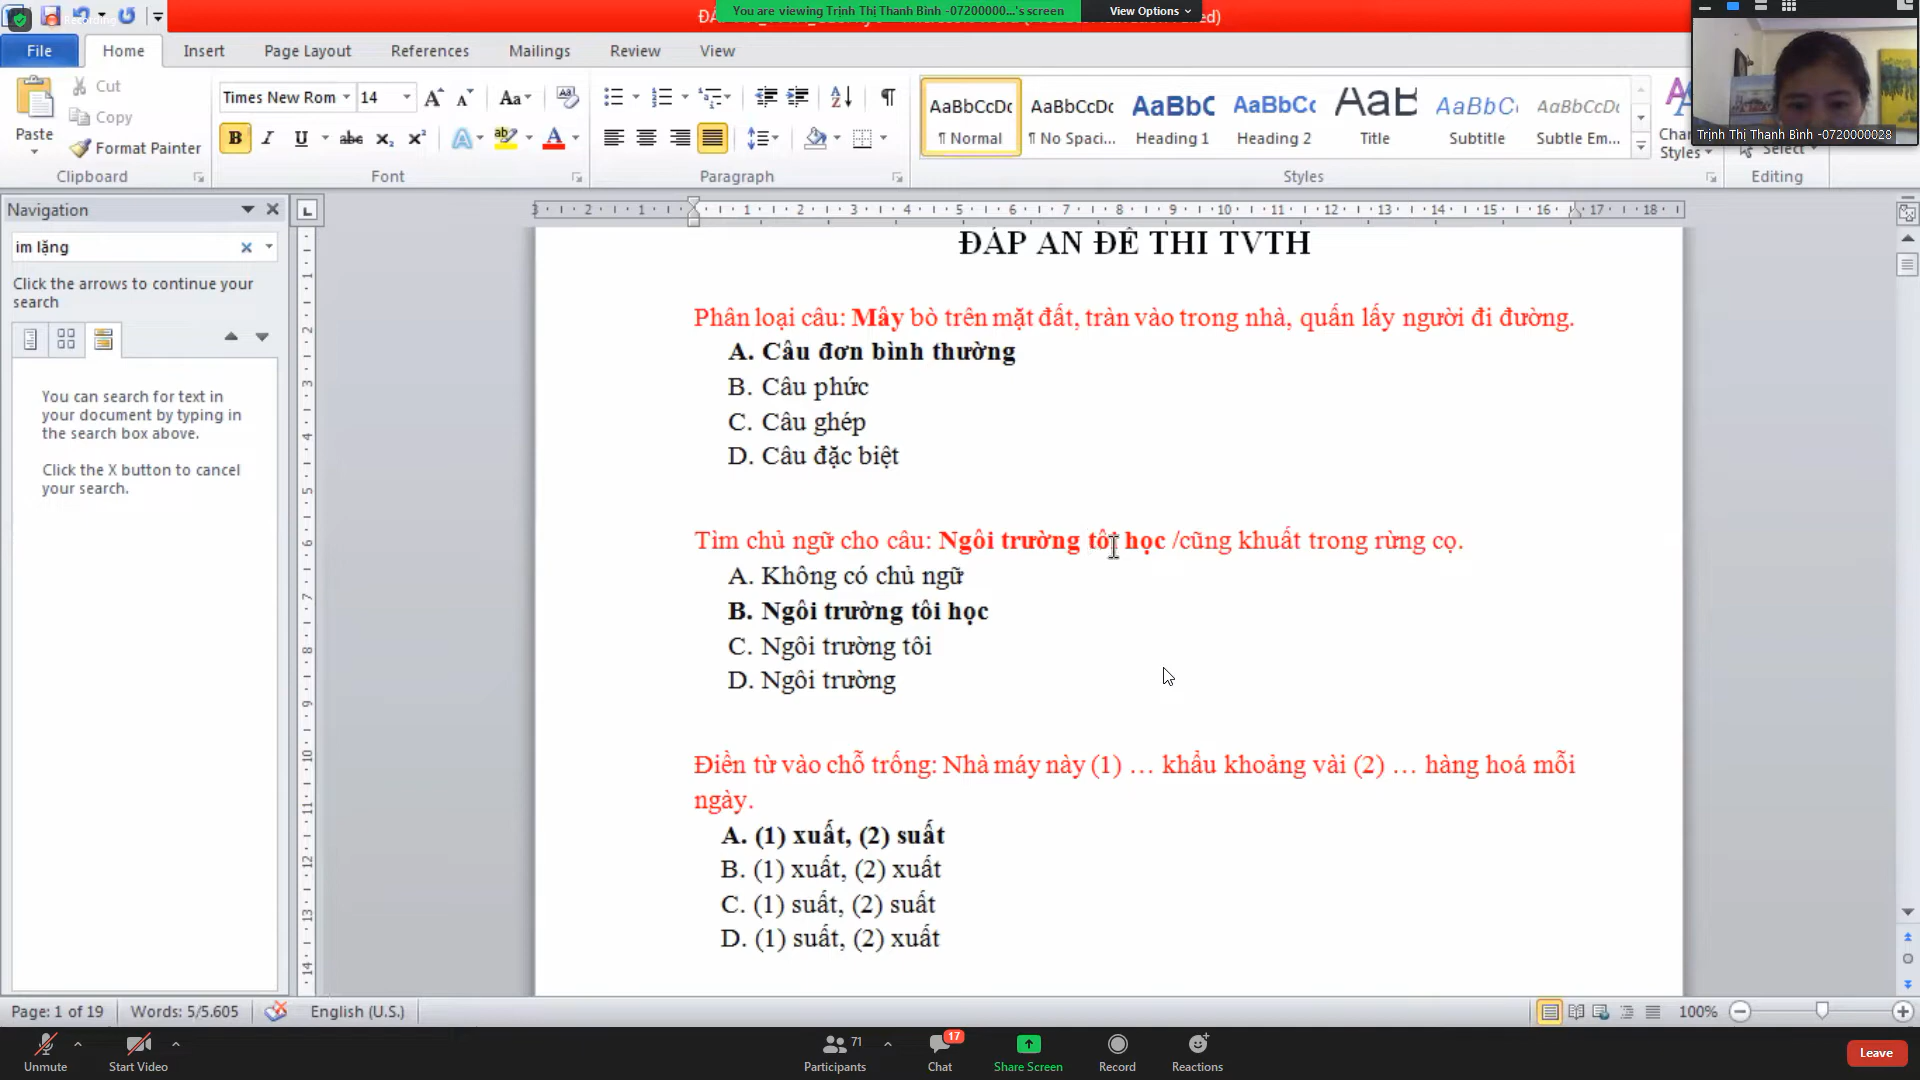 You are viewing Trịnh Thị Thanh Bình -07200000...'s screen
View Options
Recording
File
Home
Insert
Page Layout
References
Mailings
Review
View
Paste
Cut
Copy
Format Painter
Clipboard
Times New Rom
14
Font
Paragraph
AaBbCcDc
¶ Normal
AaBbCcDc
¶ No Spaci...
AaBbC
Heading 1
AaBbCc
Heading 2
AaB
Title
AaBbC
Subtitle
AaBbCcDc
Subtle Em...
Styles
Styles
Select
Editing
Trịnh Thị Thanh Bình -0720000028
Navigation
im lặng
Click the arrows to continue your
search
You can search for text in
your document by typing in
the search box above.
Click the X button to cancel
your search.
ĐÁP ÁN ĐỀ THI TVTH
Phân loại câu: Mây bò trên mặt đất, tràn vào trong nhà, quấn lấy người đi đường.
A. Câu đơn bình thường
B. Câu phức
C. Câu ghép
D. Câu đặc biệt
Tìm chủ ngữ cho câu: Ngôi trường tôi học /cũng khuất trong rừng cọ.
A. Không có chủ ngữ
B. Ngôi trường tôi học
C. Ngôi trường tôi
D. Ngôi trường
Điền từ vào chỗ trống: Nhà máy này (1) … khẩu khoảng vài (2) … hàng hoá mỗi
ngày.
A. (1) xuất, (2) suất
B. (1) xuất, (2) xuất
C. (1) suất, (2) suất
D. (1) suất, (2) xuất
Page: 1 of 19
Words: 5/5.605
English (U.S.)
100%
Unmute
Start Video
71
Participants
17
Chat
Share Screen
Record
Reactions
Leave